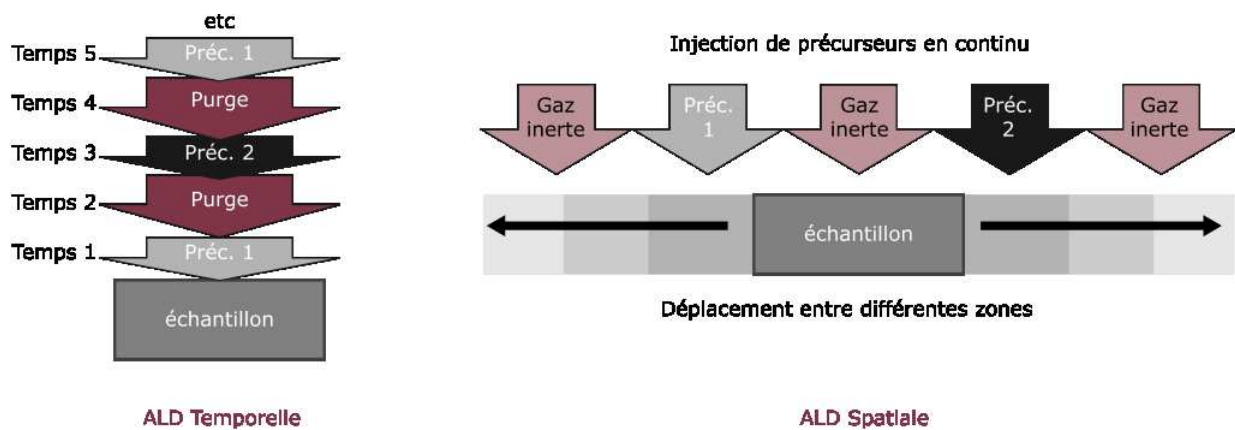 etc
Temps 5
Préc. 1
Temps 4
Purge
Temps 3
Préc. 2
Temps 2
Purge
Temps 1
Préc. 1
échantillon
ALD Temporelle
Injection de précurseurs en continu
Gaz
inerte
Préc.
1
Gaz
inerte
Préc.
2
Gaz
inerte
échantillon
Déplacement entre différentes zones
ALD Spatiale